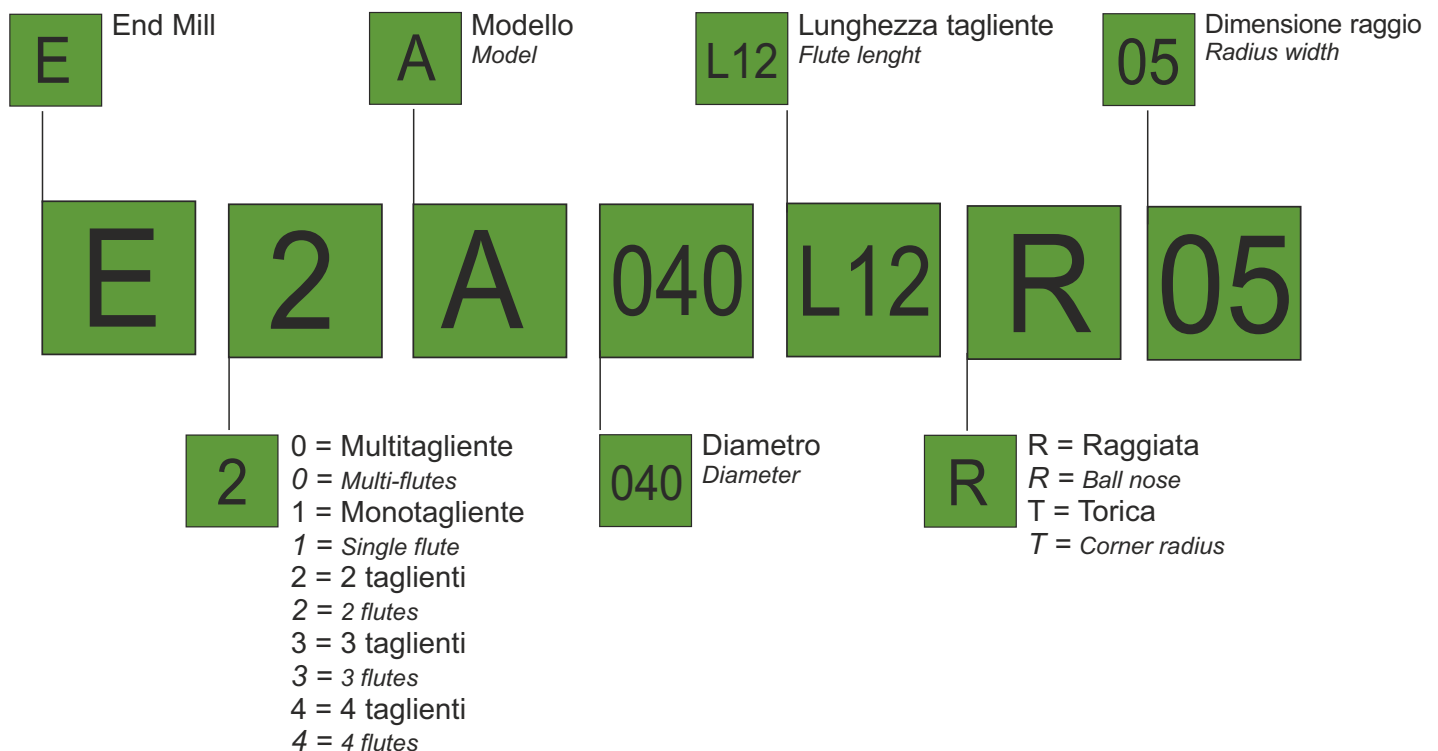 E
End Mill
A
Modello
Model
L12
Lunghezza tagliente
Flute lenght
05
Dimensione raggio
Radius width
E 2 A 040 L12 R 05
2
0 = Multitagliente
0 = Multi-flutes
1 = Monotagliente
1 = Single flute
2 = 2 taglienti
2 = 2 flutes
3 = 3 taglienti
3 = 3 flutes
4 = 4 taglienti
4 = 4 flutes
040
Diametro
Diameter
R
R = Raggiata
R = Ball nose
T = Torica
T = Corner radius